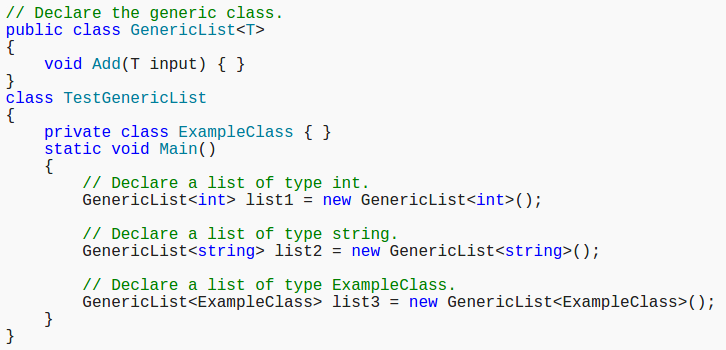 // Declare the generic class.
public class GenericList<T>
{
    void Add(T input) { }
}
class TestGenericList
{
    private class ExampleClass { }
    static void Main()
    {
        // Declare a list of type int.
        GenericList<int> list1 = new GenericList<int>();

        // Declare a list of type string.
        GenericList<string> list2 = new GenericList<string>();

        // Declare a list of type ExampleClass.
        GenericList<ExampleClass> list3 = new GenericList<ExampleClass>();
    }
}